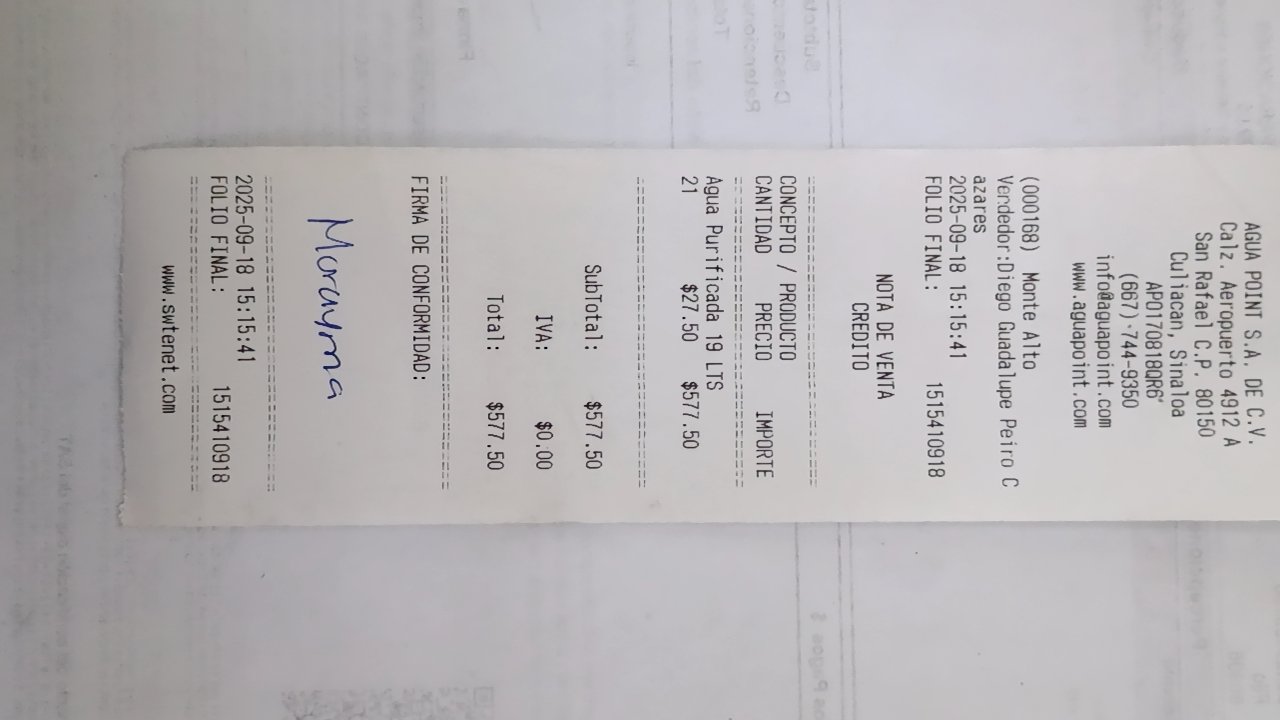 AGUA POINT S.A. DE C.V.
Calz. Aeropuerto 4912 A
San Rafael C.P. 80150
Culiacan, Sinaloa
APO170818QR6'
(667)-744-9350
info@aguapoint.com
www.aguapoint.com
(000168) Monte Alto
Vendedor:Diego Guadalupe Peiro C
azares
2025-09-18 15:15:41
FOLIO FINAL: 1515410918
NOTA DE VENTA
CREDITO
================================
CONCEPTO / PRODUCTO
CANTIDAD PRECIO IMPORTE
================================
Agua Purificada 19 LTS
21 $27.50 $577.50
================================
SubTotal: $577.50
IVA: $0.00
Total: $577.50
================================
FIRMA DE CONFORMIDAD:
Morayma
================================
2025-09-18 15:15:41
FOLIO FINAL: 1515410918
================================
www.swtenet.com